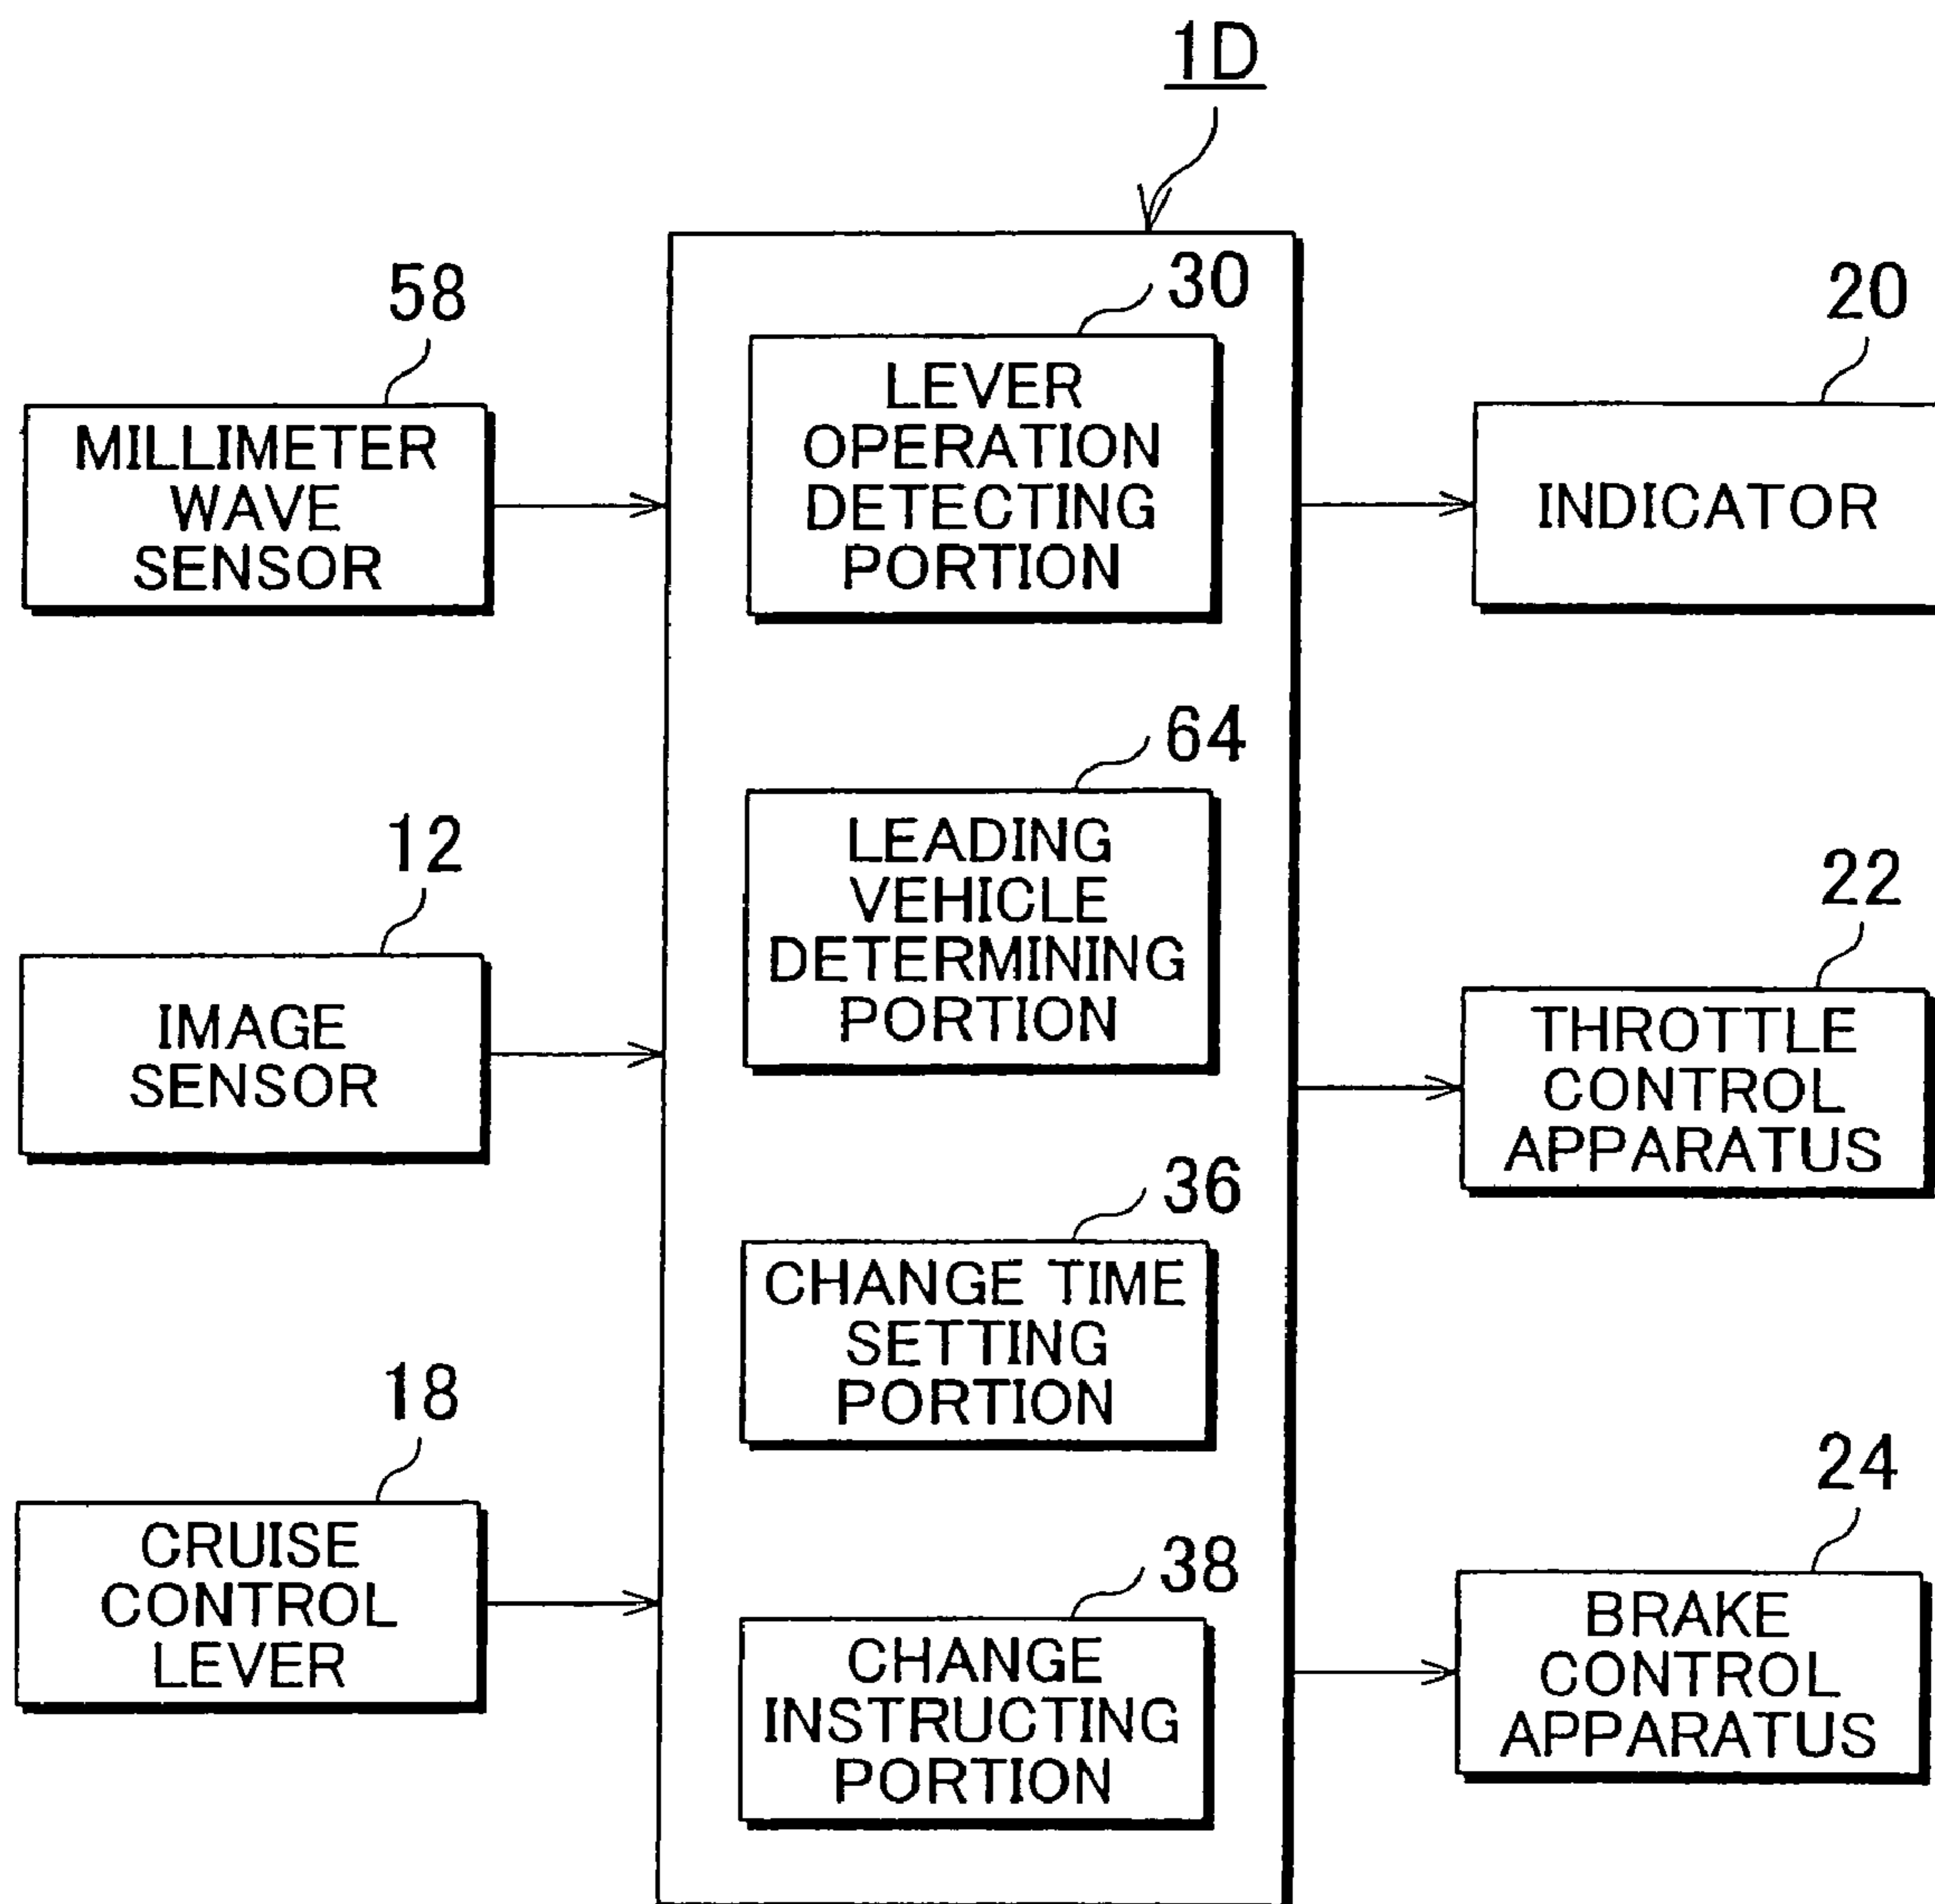 1D
58
MILLIMETER
WAVE
SENSOR
12
IMAGE
SENSOR
18
CRUISE
CONTROL
LEVER
30
LEVER
OPERATION
DETECTING
PORTION
64
LEADING
VEHICLE
DETERMINING
PORTION
36
CHANGE TIME
SETTING
PORTION
38
CHANGE
INSTRUCTING
PORTION
20
INDICATOR
22
THROTTLE
CONTROL
APPARATUS
24
BRAKE
CONTROL
APPARATUS